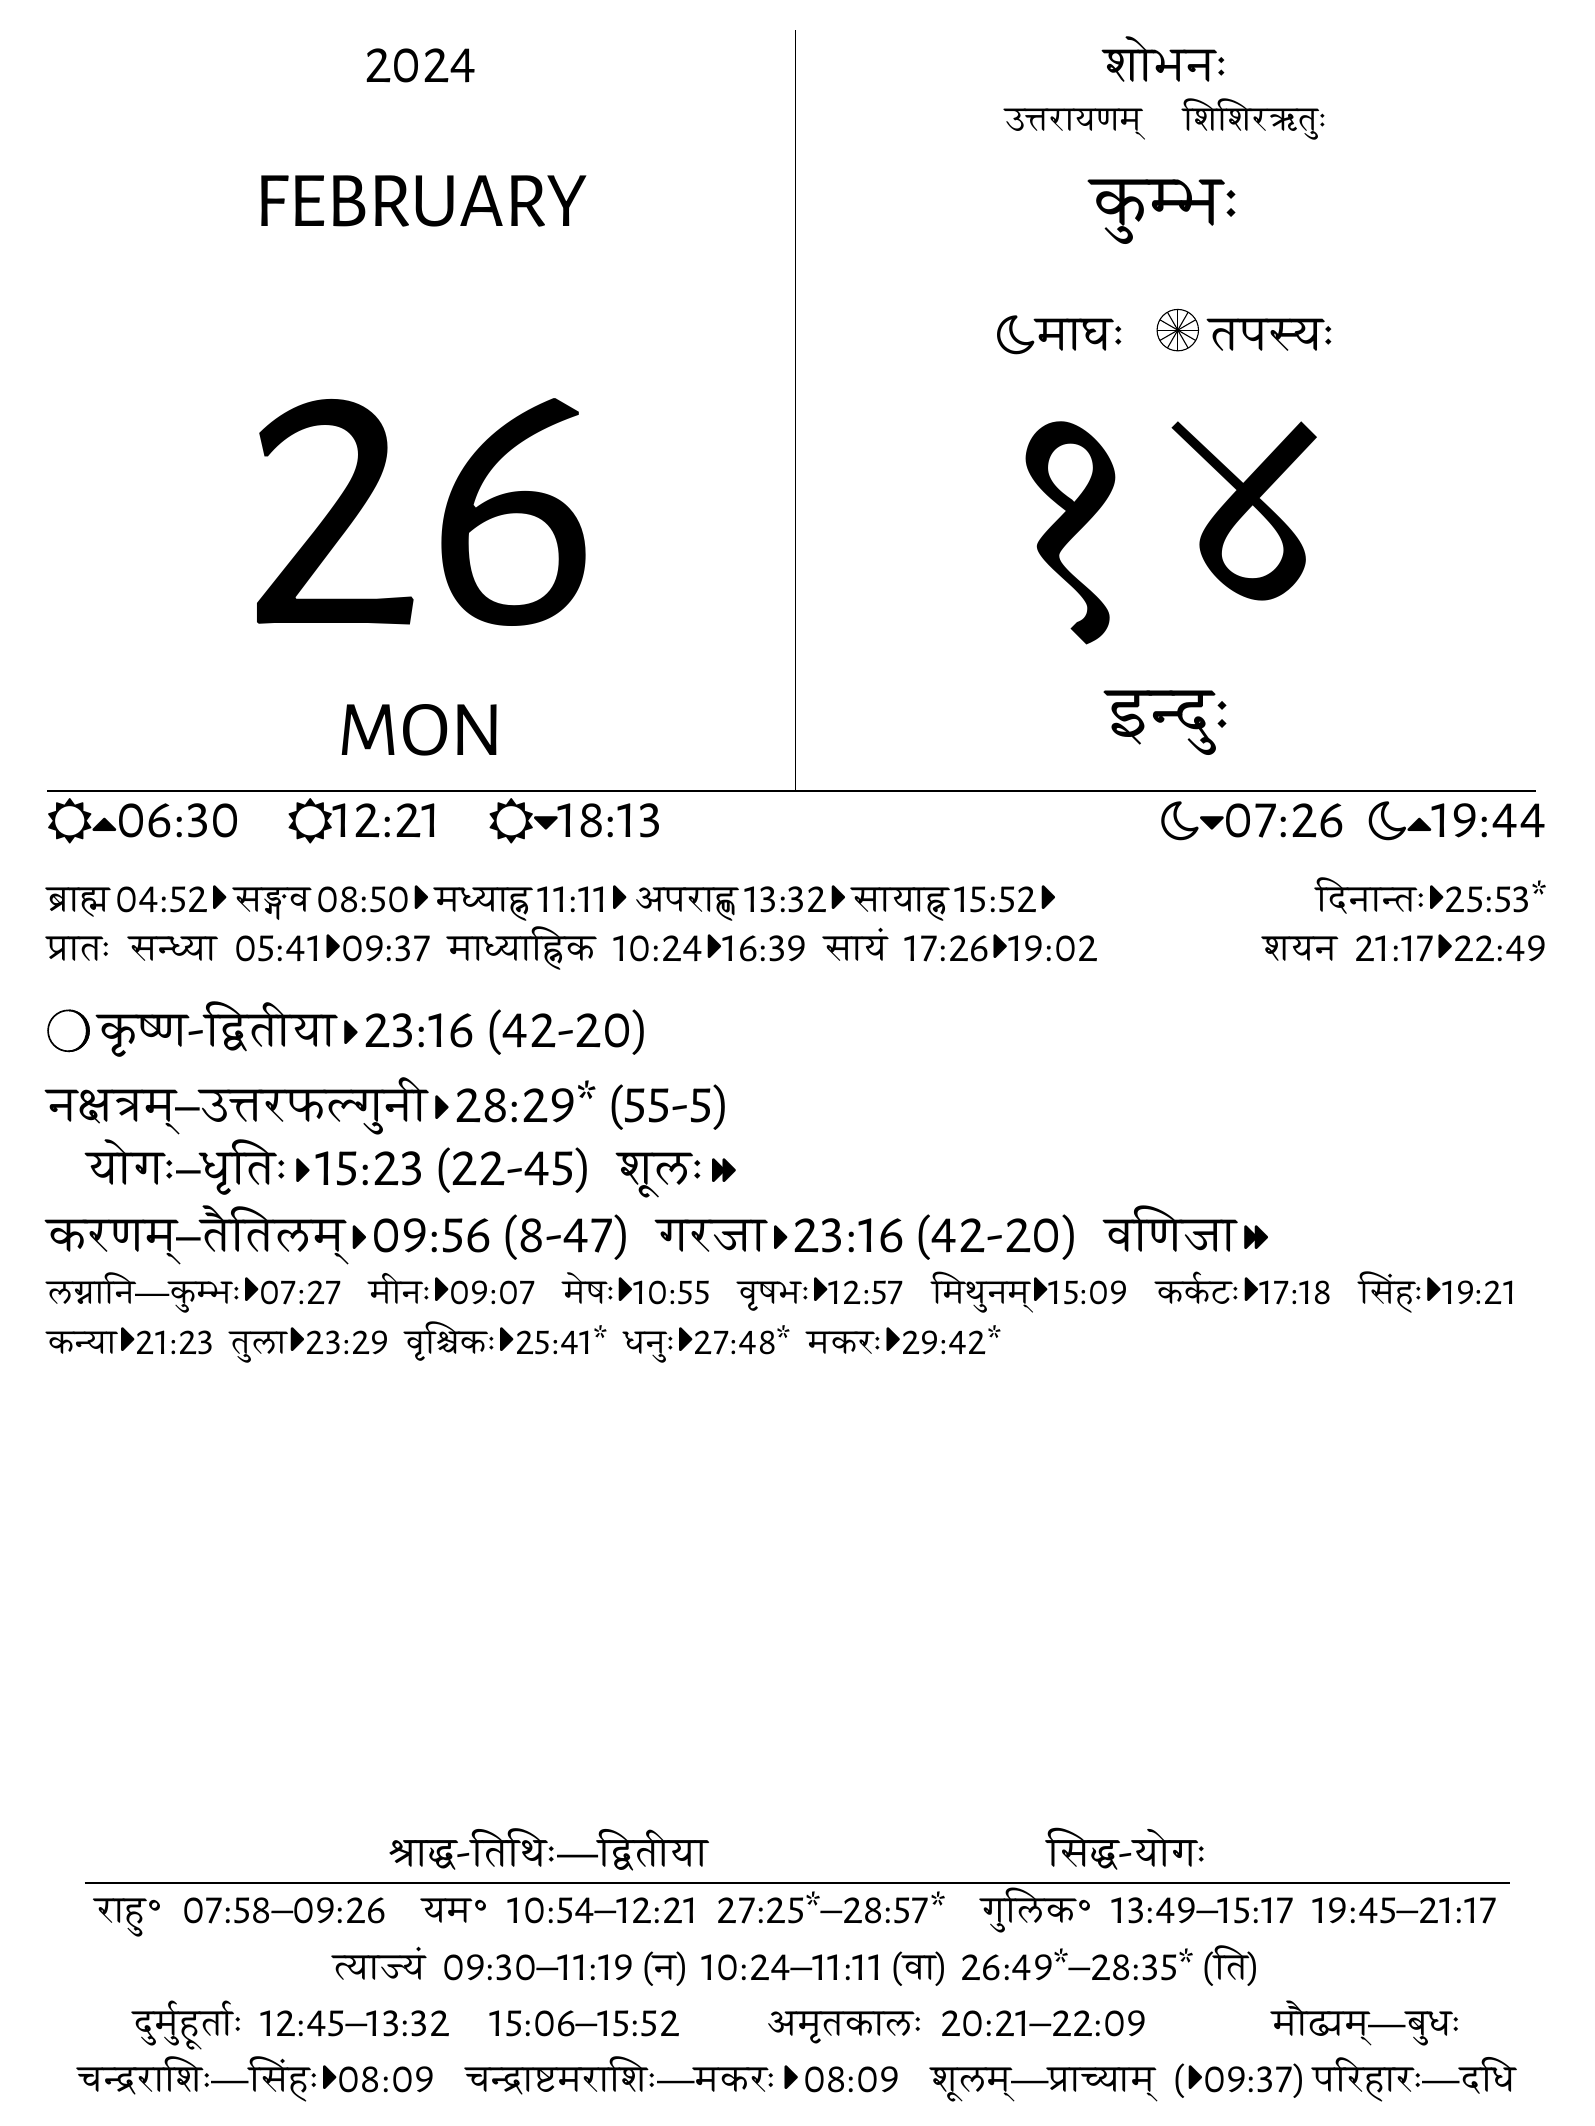 2024
FEBRUARY
26
MON
शोभनः
उत्तरायणम् शिशिरऋतुः
कुम्भः
माघः तपस्यः
१४
इन्दुः
06:30 12:21 18:13 07:26 19:44
ब्राह्म 04:52 सङ्गव 08:50 मध्याह्न 11:11 अपराह्ण 13:32 सायाह्न 15:52 दिनान्तः 25:53*
प्रातः सन्ध्या 05:41 09:37 माध्याह्निक 10:24 16:39 सायं 17:26 19:02 शयन 21:17 22:49
कृष्ण-द्वितीया 23:16 (42-20)
नक्षत्रम्–उत्तरफल्गुनी 28:29* (55-5)
योगः–धृतिः 15:23 (22-45) शूलः
करणम्–तैतिलम् 09:56 (8-47) गरजा 23:16 (42-20) वणिजा
लग्नानि—कुम्भः 07:27 मीनः 09:07 मेषः 10:55 वृषभः 12:57 मिथुनम् 15:09 कर्कटः 17:18 सिंहः 19:21
कन्या 21:23 तुला 23:29 वृश्चिकः 25:41* धनुः 27:48* मकरः 29:42*
श्राद्ध-तिथिः—द्वितीया सिद्ध-योगः
राहु॰ 07:58–09:26 यम॰ 10:54–12:21 27:25*–28:57* गुलिक॰ 13:49–15:17 19:45–21:17
त्याज्यं 09:30–11:19 (न) 10:24–11:11 (वा) 26:49*–28:35* (ति)
दुर्मुहूर्ताः 12:45–13:32 15:06–15:52 अमृतकालः 20:21–22:09 मौढ्यम्—बुधः
चन्द्रराशिः—सिंहः 08:09 चन्द्राष्टमराशिः—मकरः 08:09 शूलम्—प्राच्याम् (09:37) परिहारः—दधि